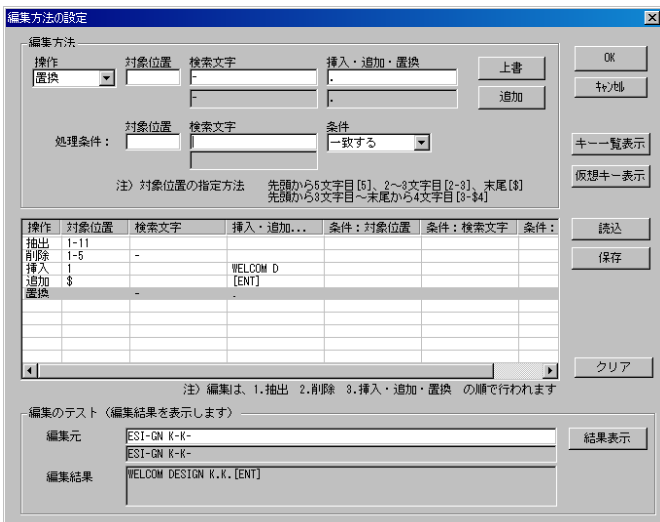 編集方法の設定
編集方法
操作 対象位置 検索文字 挿入・追加・置換
置換 - .
- .
上書
追加
対象位置 検索文字 条件
処理条件： 一致する
注）対象位置の指定方法 先頭から5文字目[5]、2～3文字目[2-3]、末尾[$]
先頭から3文字～末尾から4文字目[3-$4]
OK
ｷｬﾝｾﾙ
キー一覧表示
仮想キー表示
操作 対象位置 検索文字 挿入・追加... 条件：対象位置 条件：検索文字 条件：
抽出 1-11
削除 1-5 -
挿入 1 WELCOM D
追加 $ [ENT]
置換 - .
読込
保存
クリア
注）編集は、1.抽出 2.削除 3.挿入・追加・置換 の順で行われます
編集のテスト（編集結果を表示します）
編集元 ESI-GN K-K-
ESI-GN K-K-
編集結果 WELCOM DESIGN K.K.[ENT]
結果表示